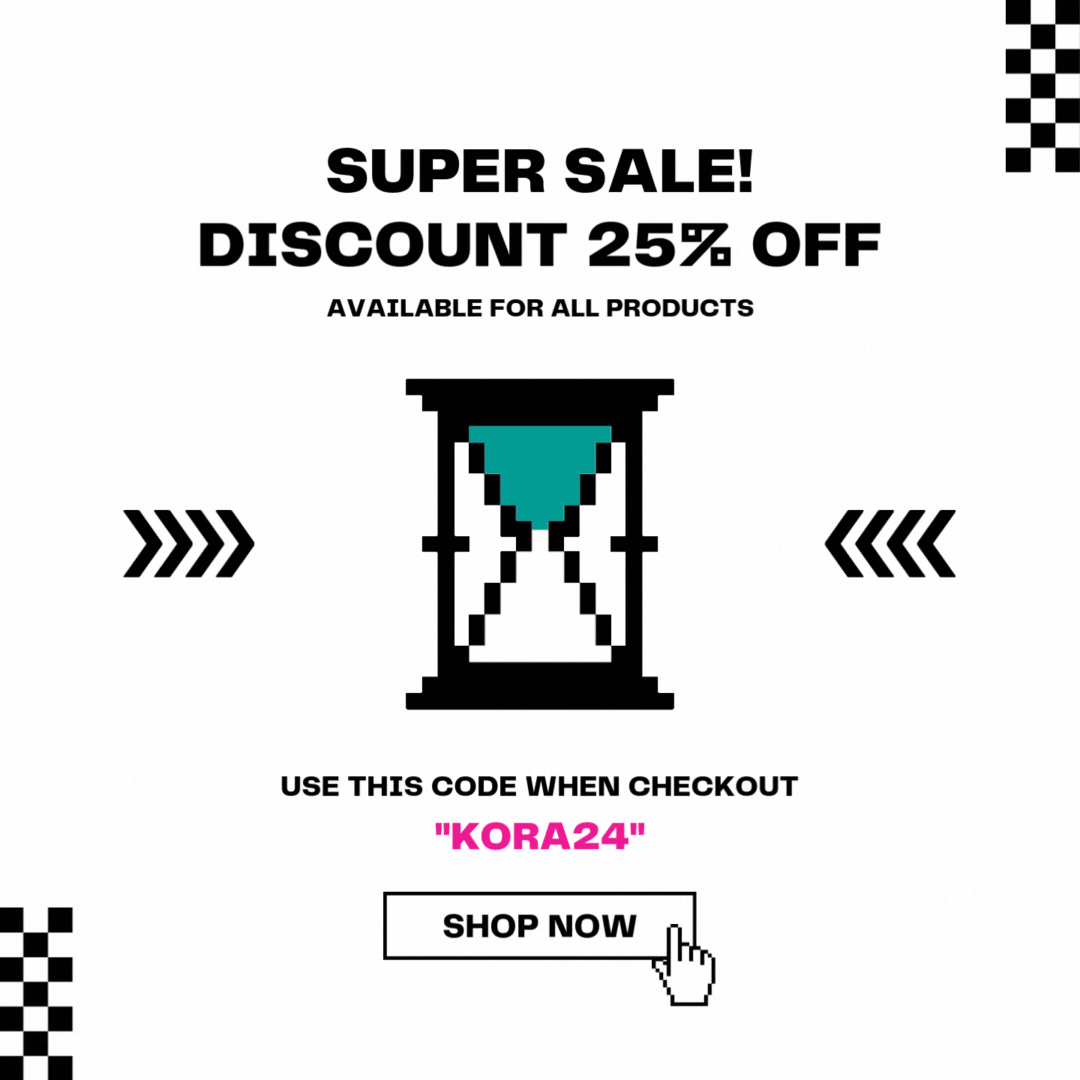 SUPER SALE!
DISCOUNT 25% OFF
AVAILABLE FOR ALL PRODUCTS
USE THIS CODE WHEN CHECKOUT
"KORA24"
SHOP NOW